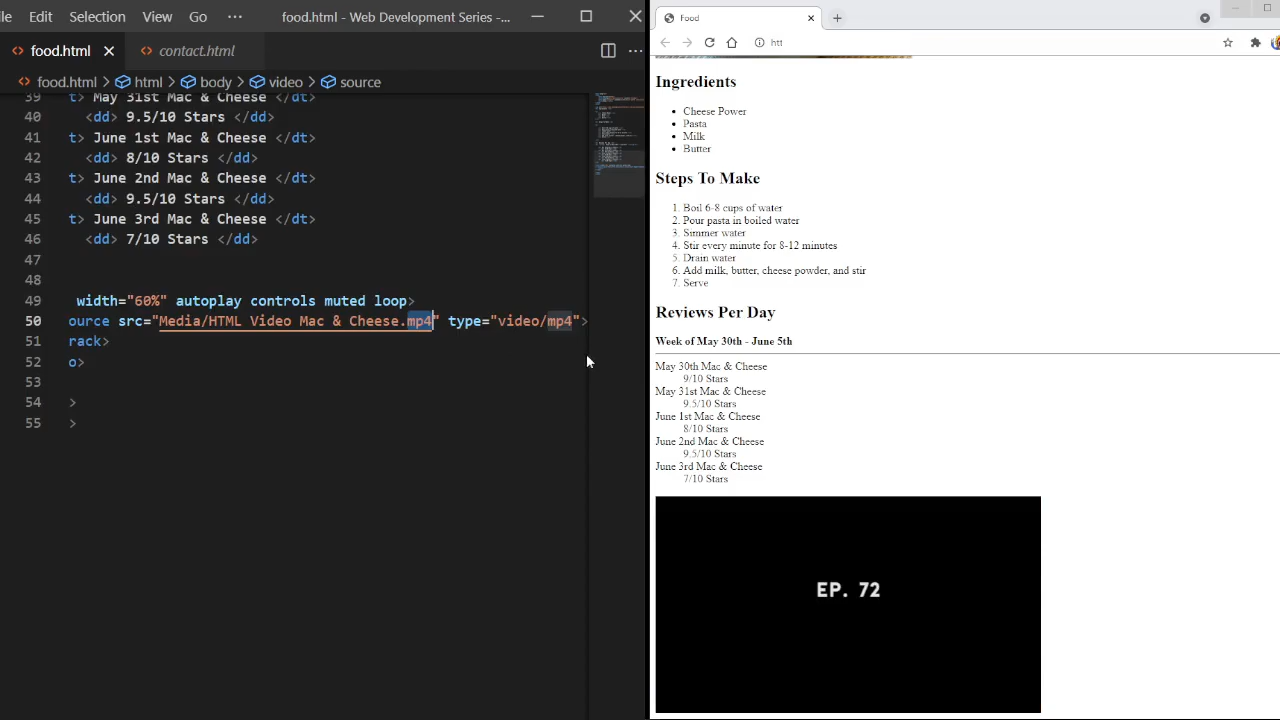 ut Selection View Go food.html - Web Development Series -...
food.html
contact.html
food.html
t> May 31st Mac & Cheese </dt>
dd> 9.5/10 Stars </dd>
41 t> June 1st Mac & Cheese </dt>
42 dd> 8/10 Stars </dd>
43 t> June 2nd Mac & Cheese </dt>
44 dd> 9.5/10 Stars </dd>
45 t> June 3rd Mac & Cheese </dt>
46 dd> 7/10 Stars </dd>
47
48
49 width="60%" autoplay controls muted loop>
50 ource src="Media/HTML Video Mac & Cheese.mp4" type="video/mp4">
51 rack>
52 o>
53
54 >
55 >
Food
htt
Ingredients
• Cheese Power
• Pasta
• Milk
• Butter
Steps To Make
1. Boil 6-8 cups of water
2. Pour pasta in boiled water
3. Simmer water
4. Stir every minute for 8-12 minutes
5. Drain water
6. Add milk, butter, cheese powder, and stir
7. Serve
Reviews Per Day
Week of May 30th - June 5th
May 30th Mac & Cheese
9/10 Stars
May 31st Mac & Cheese
9.5/10 Stars
June 1st Mac & Cheese
8/10 Stars
June 2nd Mac & Cheese
9.5/10 Stars
June 3rd Mac & Cheese
7/10 Stars
EP. 72